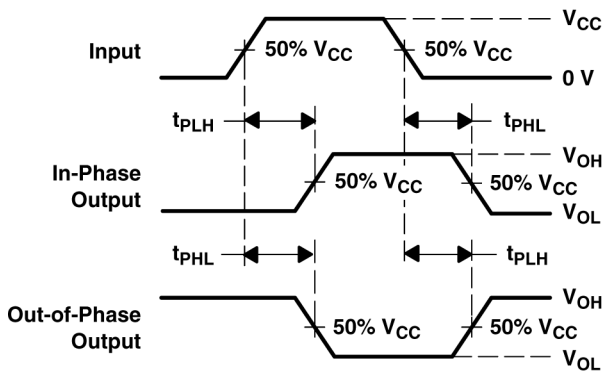 V_CC
Input
50% V_CC
50% V_CC
0 V
t_PLH
t_PHL
V_OH
In-Phase
Output
50% V_CC
50% V_CC
V_OL
t_PHL
t_PLH
V_OH
Out-of-Phase
Output
50% V_CC
50% V_CC
V_OL